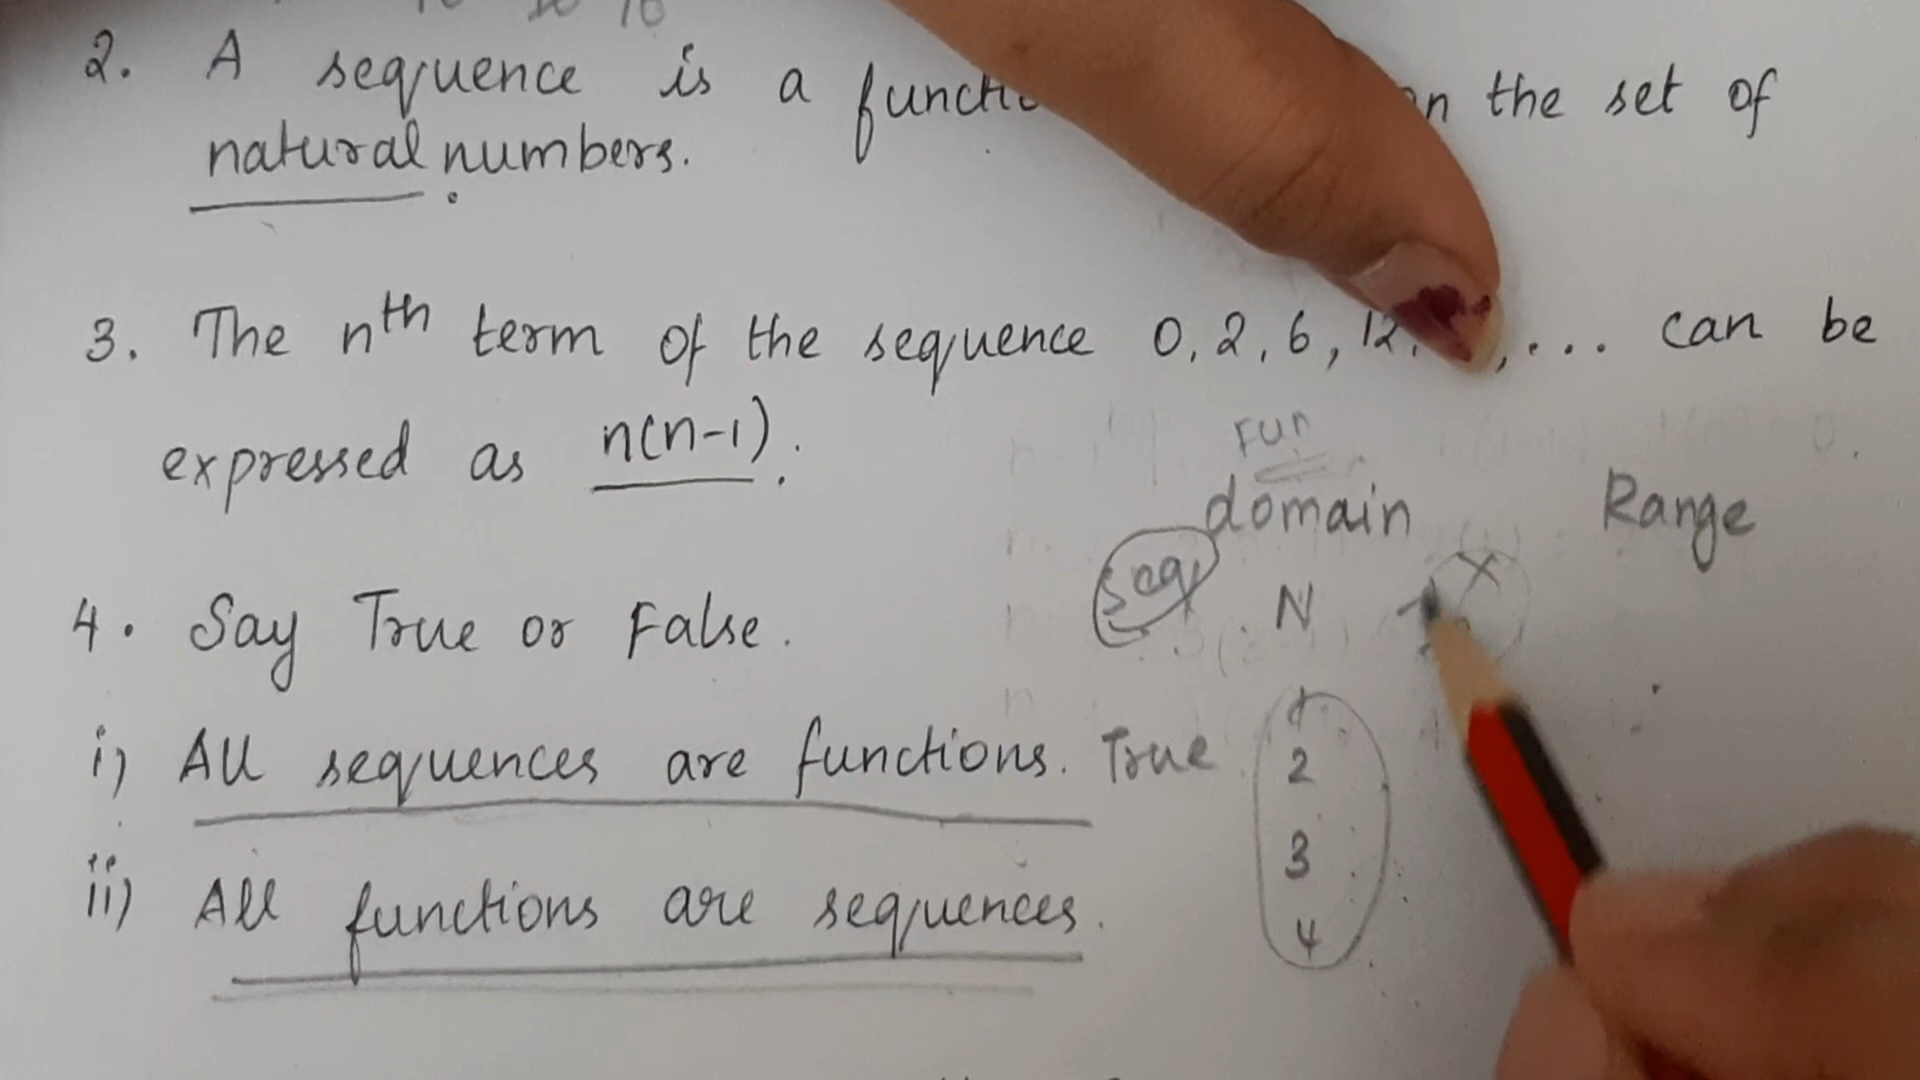 2. A sequence is a on the set of
natural numbers.
3. The nth term of the sequence 0, 2, 6, 12, , ... can be
expressed as n(n-1).
Fun
domain Range
Seq N X
4. Say True or False.
i) All sequences are functions. True
ii) All functions are sequences.
1
2
3
4